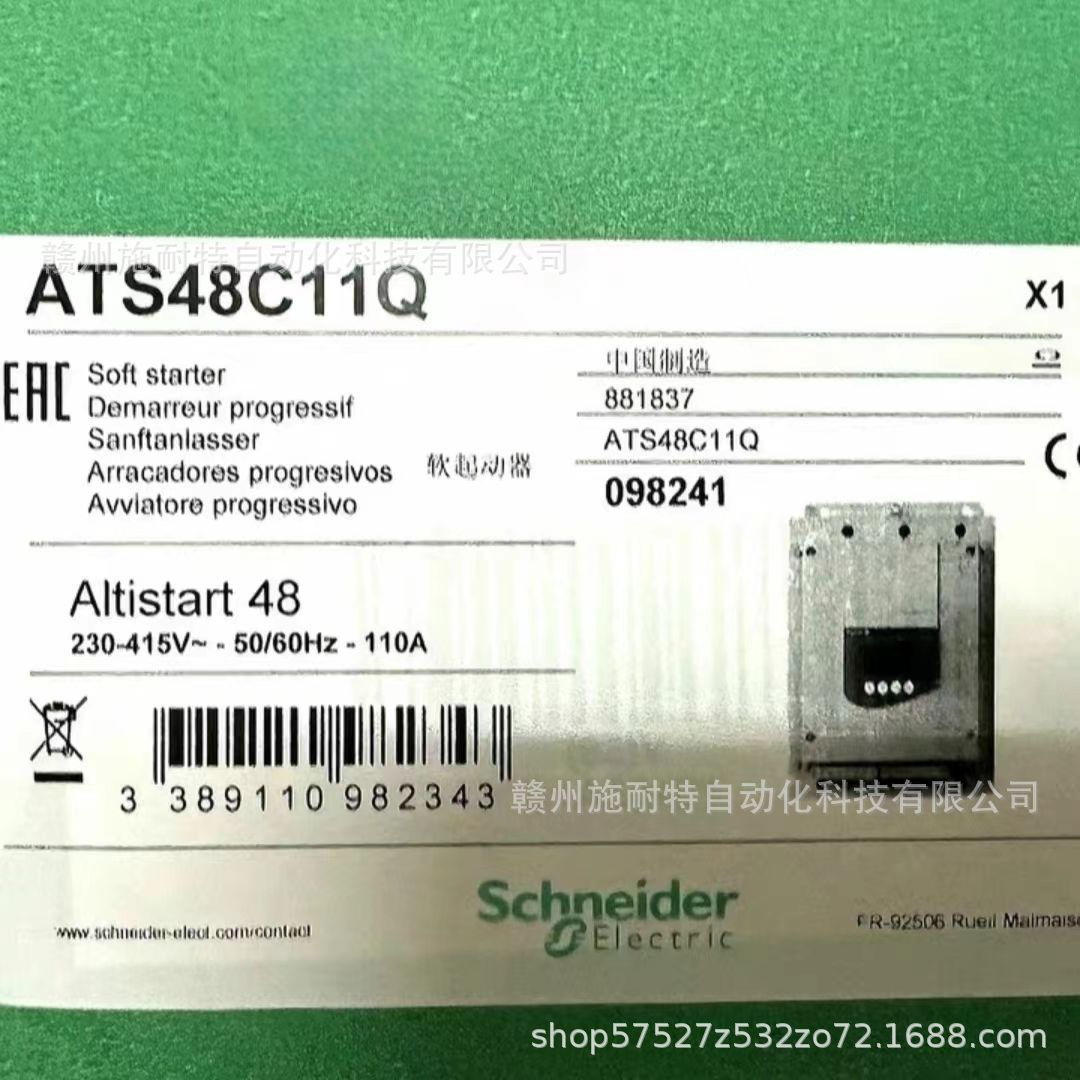 赣州施耐特自动化科技有限公司
ATS48C11Q
X1
EAC
Soft starter
Demarreur progressif
Sanftanlasser
Arracadores progresivos
Avviatore progressivo
软起动器
中国制造
881837
ATS48C11Q
098241
CE
Altistart 48
230-415V~ - 50/60Hz - 110A
3 389110 982343
赣州施耐特自动化科技有限公司
Schneider
Electric
www.schneider-elect.com/contact
FR-92506 Rueil Malmaiso
shop57527z532zo72.1688.com